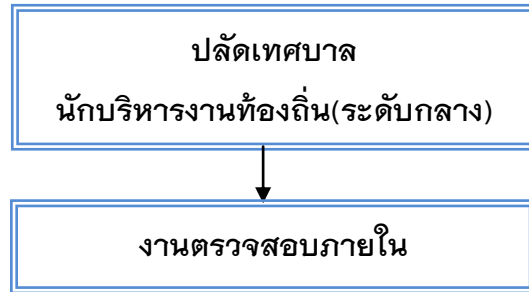 ปลัดเทศบาล
นักบริหารงานท้องถิ่น(ระดับกลาง)
งานตรวจสอบภายใน